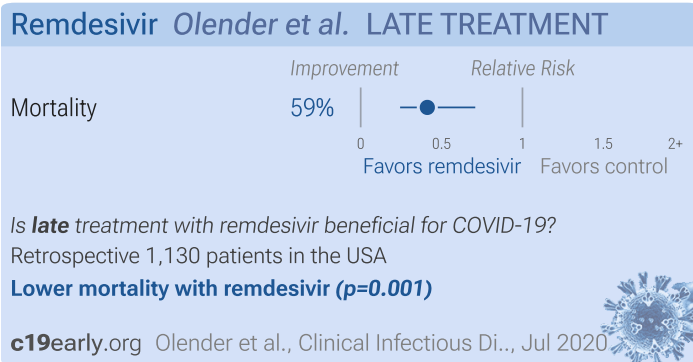 Remdesivir Olender et al. LATE TREATMENT
Improvement Relative Risk
Mortality 59%
0 0.5 1 1.5 2+
Favors remdesivir Favors control
Is late treatment with remdesivir beneficial for COVID-19?
Retrospective 1,130 patients in the USA
Lower mortality with remdesivir (p=0.001)
c19early.org Olender et al., Clinical Infectious Di.., Jul 2020